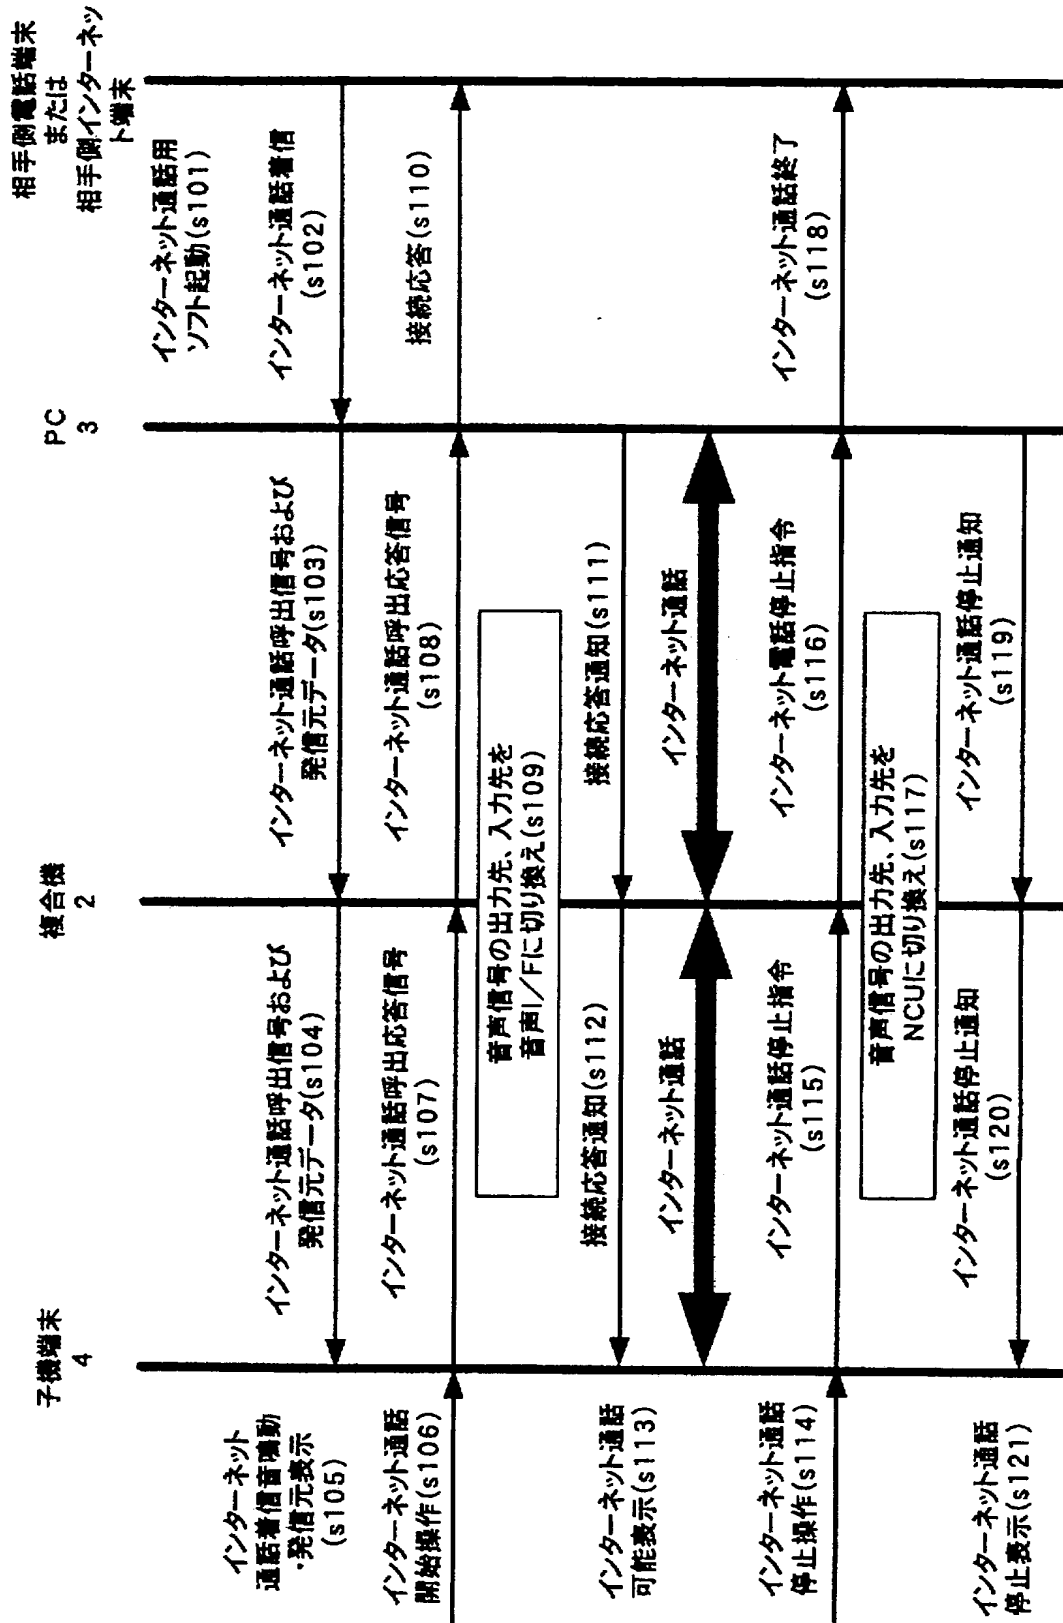 子機端末
4
複合機
2
PC
3
相手側電話端末
または
相手側インターネッ
ト端末
インターネット通話用
ソフト起動(s101)
インターネット通話着信
(s102)
インターネット通話呼出信号および
発信元データ(s103)
インターネット通話呼出信号および
発信元データ(s104)
インターネット
通話着信音鳴動
・発信元表示
(s105)
インターネット通話
開始操作(s106)
インターネット通話呼出応答信号
(s107)
インターネット通話呼出応答信号
(s108)
音声信号の出力先、入力先を
音声I/Fに切り換え(s109)
接続応答(s110)
接続応答通知(s111)
接続応答通知(s112)
インターネット通話
可能表示(s113)
インターネット通話
インターネット通話
インターネット通話
停止操作(s114)
インターネット通話停止指令
(s115)
インターネット電話停止指令
(s116)
音声信号の出力先、入力先を
NCUに切り換え(s117)
インターネット通話終了
(s118)
インターネット通話停止通知
(s119)
インターネット通話停止通知
(s120)
インターネット通話
停止表示(s121)